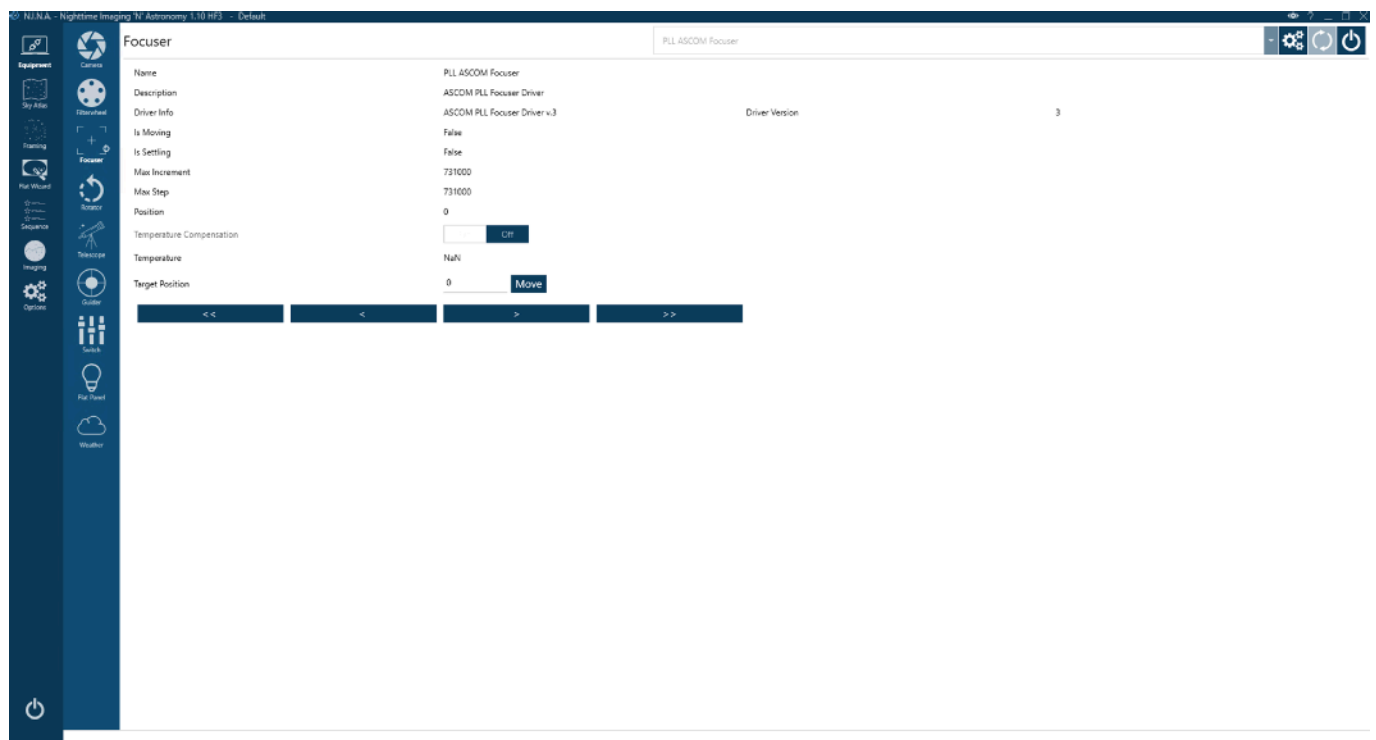 N.I.N.A. - Nighttime Imaging 'N' Astronomy 1.10 HF3 - Default
?
Equipment
Sky Atlas
Framing
Flat Wizard
Sequence
Imaging
Options
Camera
Filterwheel
Focuser
Rotator
Telescope
Guider
Switch
Flat Panel
Weather
Focuser
PLL ASCOM Focuser
Name PLL ASCOM Focuser
Description ASCOM PLL Focuser Driver
Driver Info ASCOM PLL Focuser Driver v.3 Driver Version 3
Is Moving False
Is Settling False
Max Increment 731000
Max Step 731000
Position 0
Temperature Compensation Off
Temperature NaN
Target Position 0 Move
<< < > >>